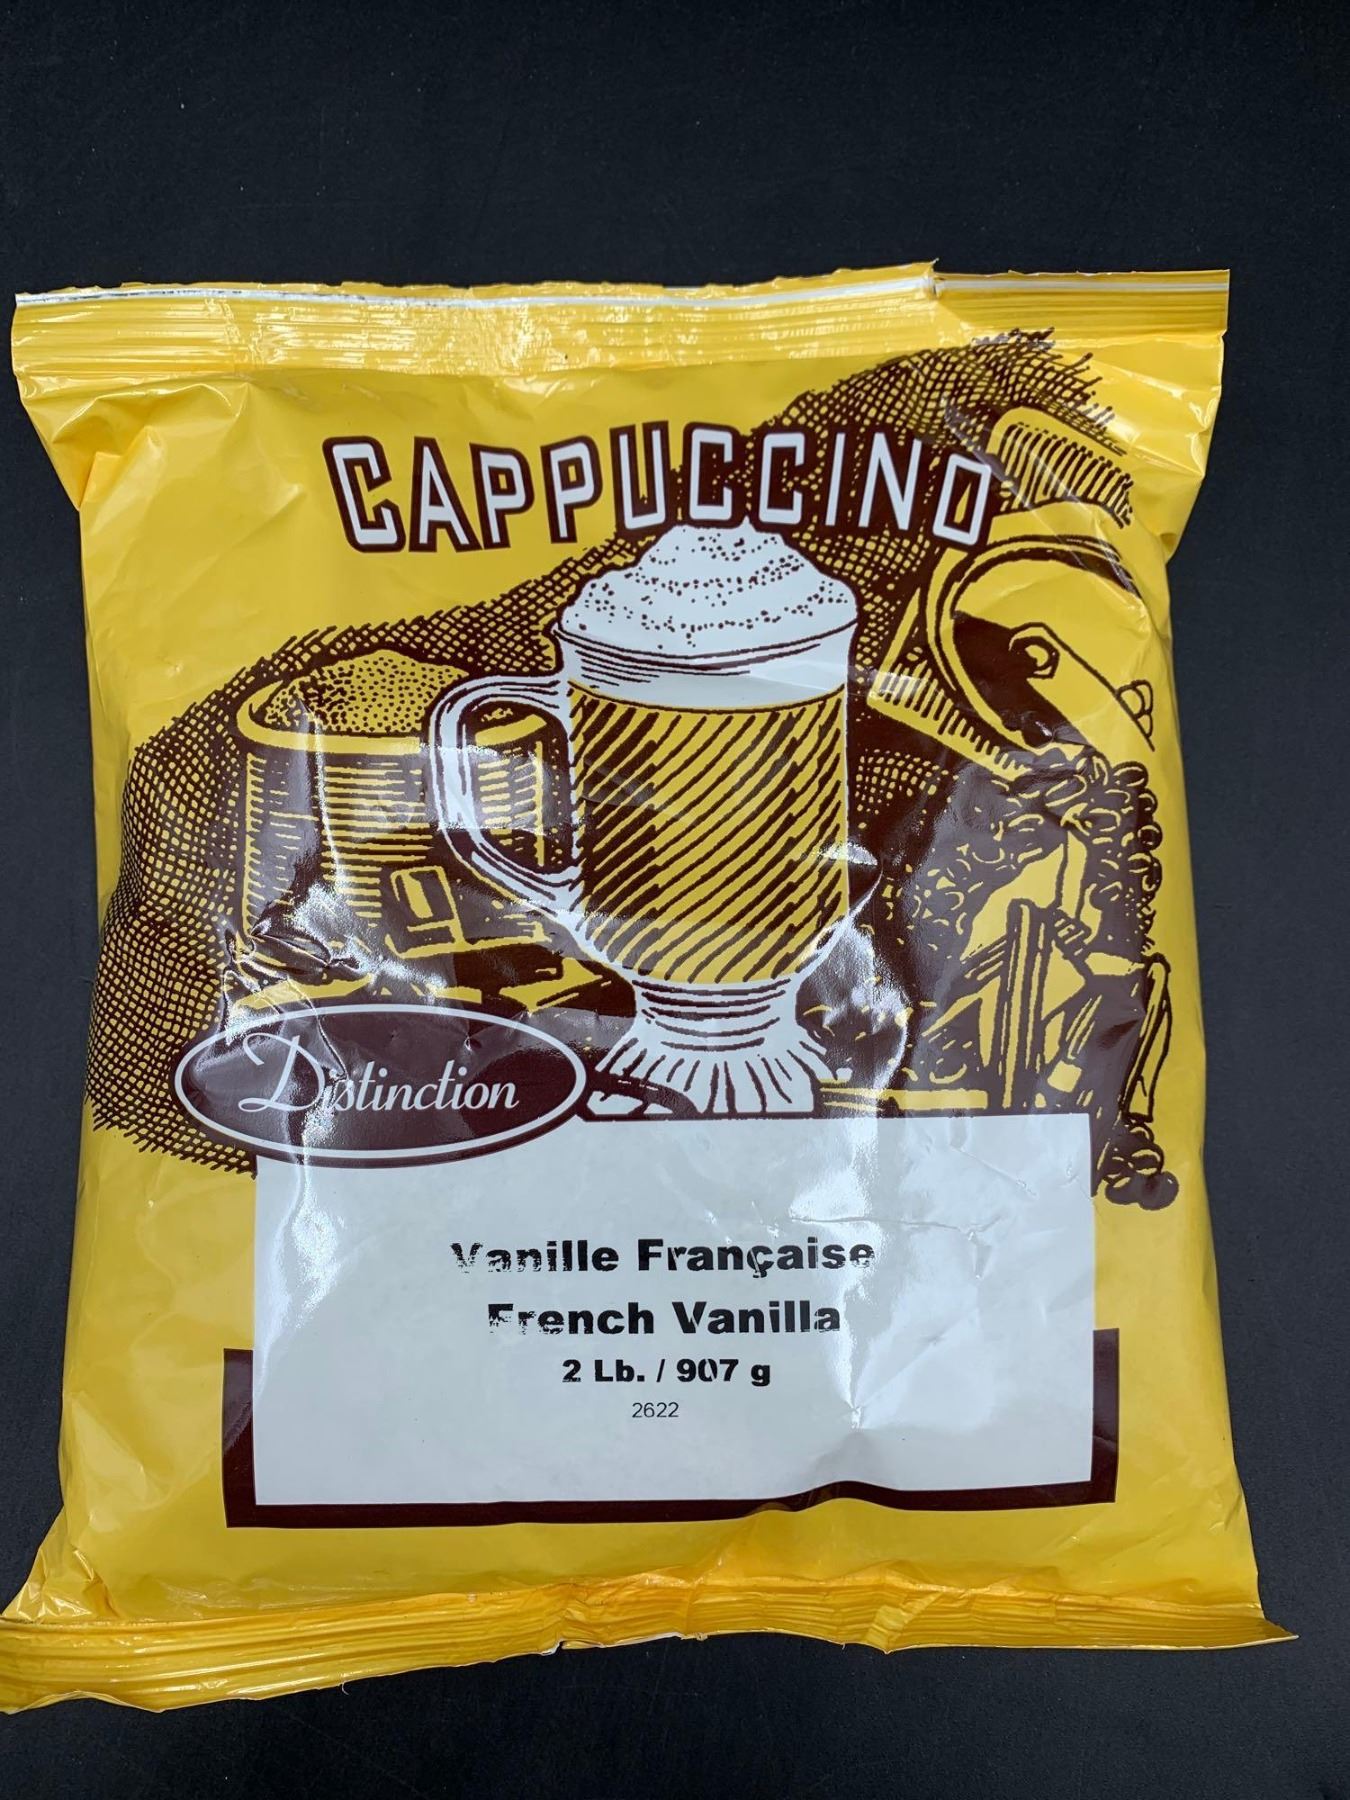 CAPPUCCINO
Distinction
Vanille Française
French Vanilla
2 Lb. / 907 g
2622